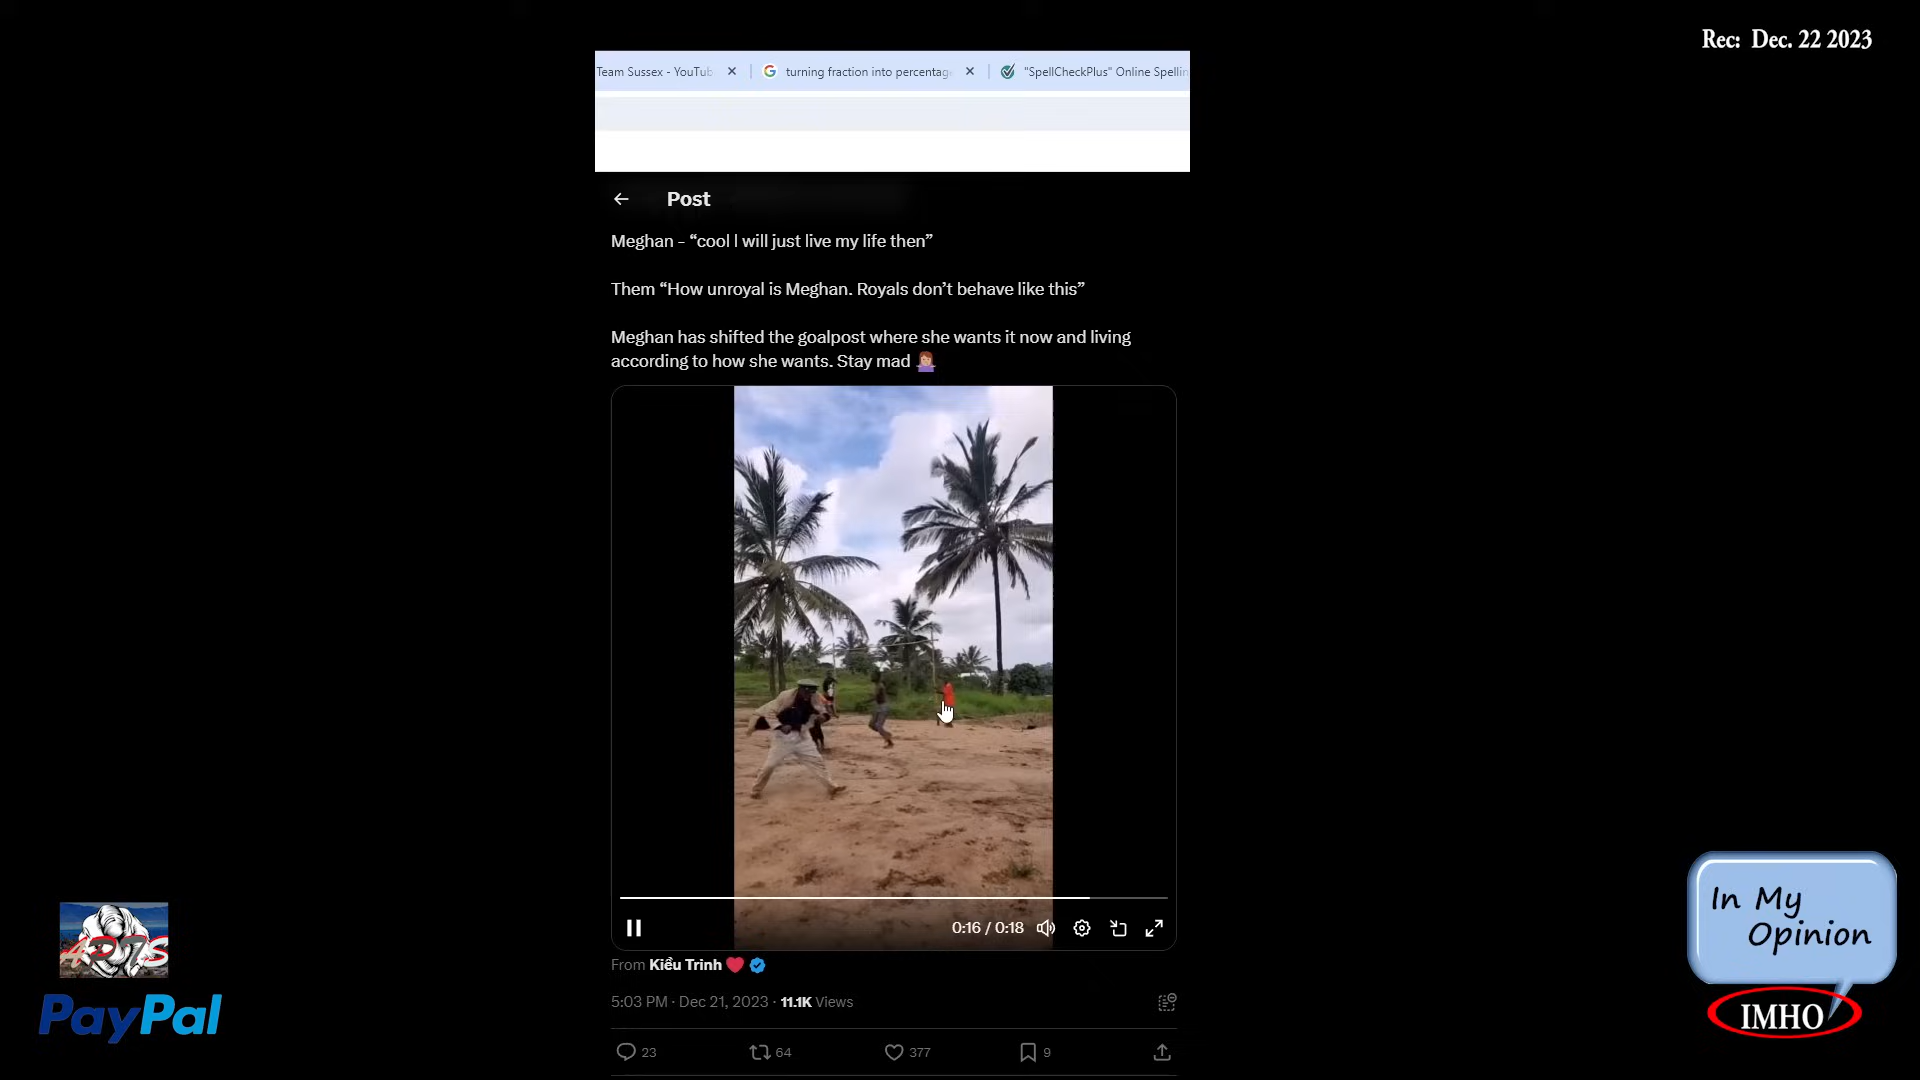 Rec: Dec. 22 2023
Team Sussex - YouTub
turning fraction into percentag
"SpellCheckPlus" Online Spellin
Post
Meghan - “cool I will just live my life then”
Them “How unroyal is Meghan. Royals don’t behave like this”
Meghan has shifted the goalpost where she wants it now and living
according to how she wants. Stay mad
0:16 / 0:18
From Kiều Trinh
5:03 PM · Dec 21, 2023 · 11.1K Views
23
64
377
9
PayPal
In My
Opinion
IMHO